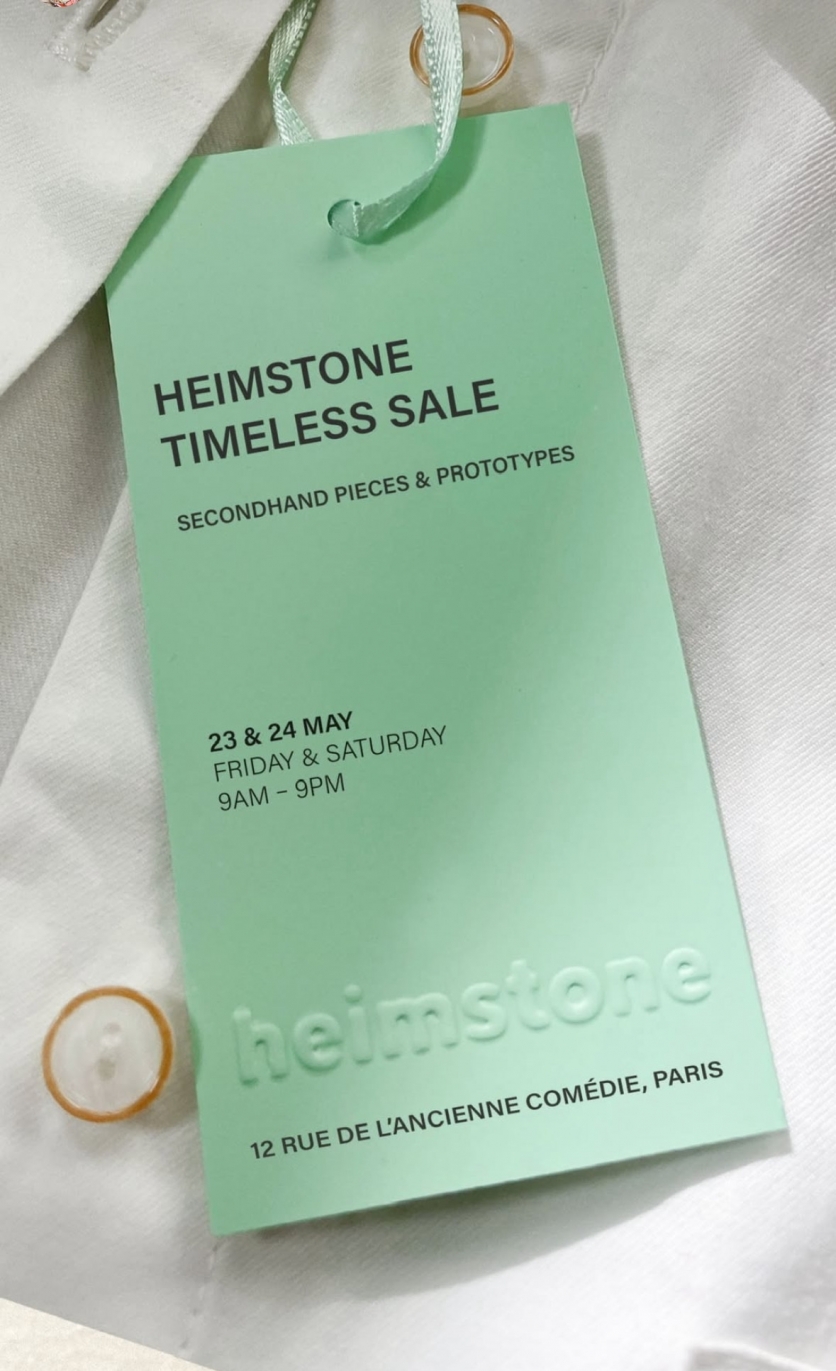 HEIMSTONE
TIMELESS SALE
SECONDHAND PIECES & PROTOTYPES
23 & 24 MAY
FRIDAY & SATURDAY
9AM – 9PM
heimstone
12 RUE DE L'ANCIENNE COMÉDIE, PARIS